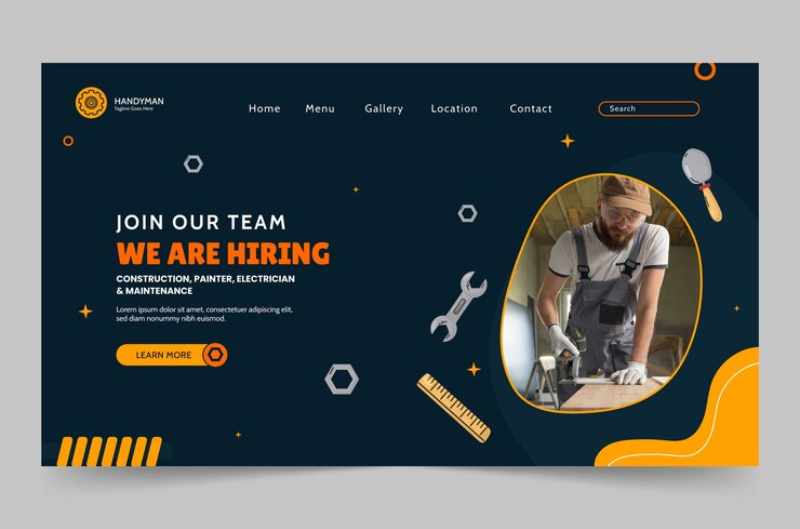 HANDYMAN
Tagline Goes Here
Home Menu Gallery Location Contact Search
JOIN OUR TEAM
WE ARE HIRING
CONSTRUCTION, PAINTER, ELECTRICIAN
& MAINTENANCE
Lorem ipsum dolor sit amet, consectetuer adipiscing elit,
sed diam nonummy nibh euismod.
LEARN MORE